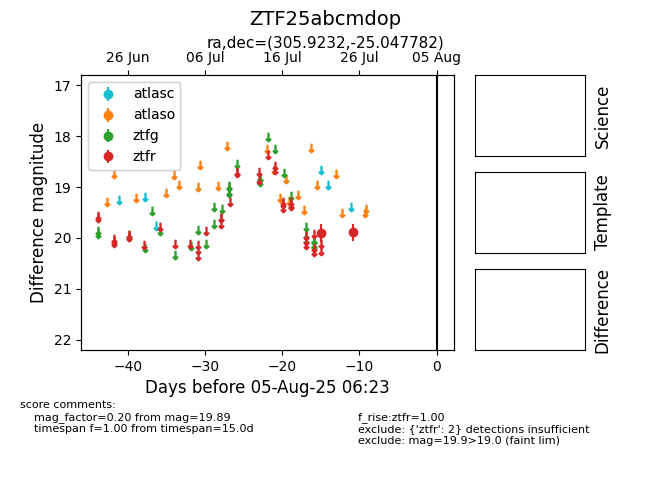 ZTF25abcmdop
ra,dec=(305.9232,-25.047782)
26 Jun 06 Jul 16 Jul 26 Jul 05 Aug
atlasc
atlaso
ztfg
ztfr
17
18
19
20
21
22
Difference magnitude
−40 −30 −20 −10 0
Days before 05-Aug-25 06:23
Science
Template
Difference
score comments:
mag_factor=0.20 from mag=19.89
timespan f=1.00 from timespan=15.0d
f_rise:ztfr=1.00
exclude: {'ztfr': 2} detections insufficient
exclude: mag=19.9>19.0 (faint lim)